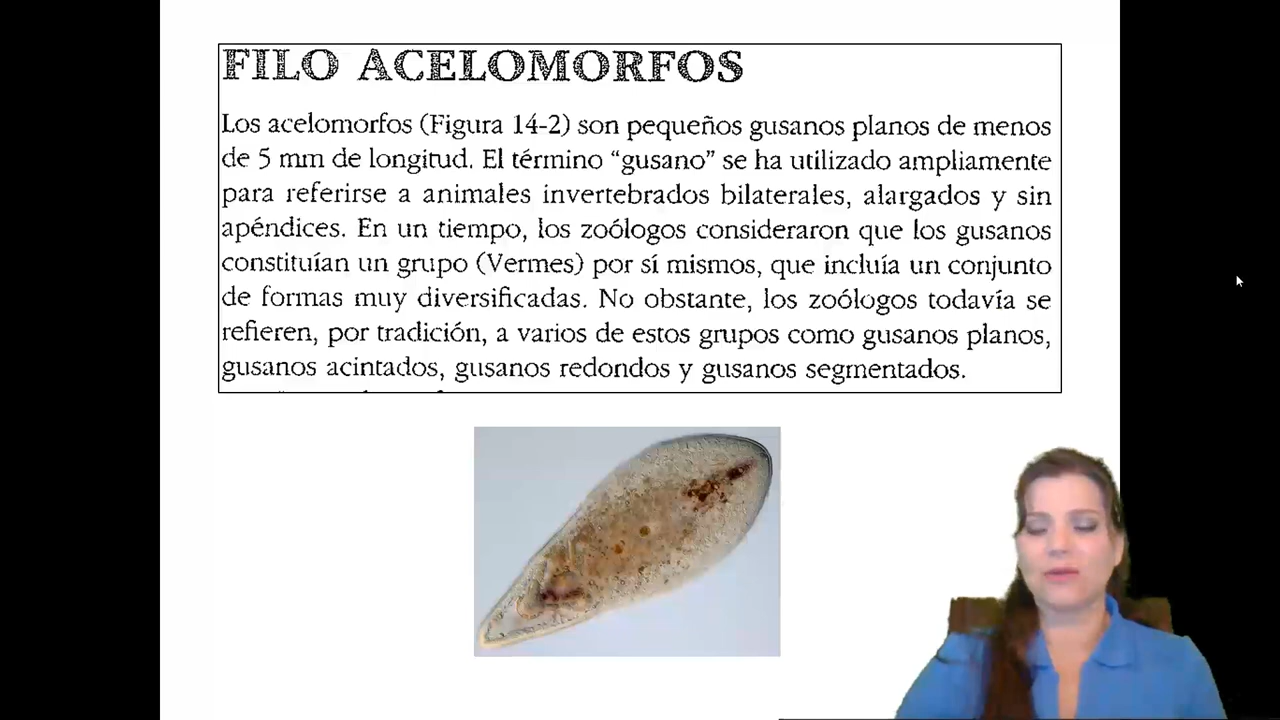 FILO ACELOMORFOS
Los acelomorfos (Figura 14-2) son pequeños gusanos planos de menos
de 5 mm de longitud. El término “gusano” se ha utilizado ampliamente
para referirse a animales invertebrados bilaterales, alargados y sin
apéndices. En un tiempo, los zoólogos consideraron que los gusanos
constituían un grupo (Vermes) por sí mismos, que incluía un conjunto
de formas muy diversificadas. No obstante, los zoólogos todavía se
refieren, por tradición, a varios de estos grupos como gusanos planos,
gusanos acintados, gusanos redondos y gusanos segmentados.